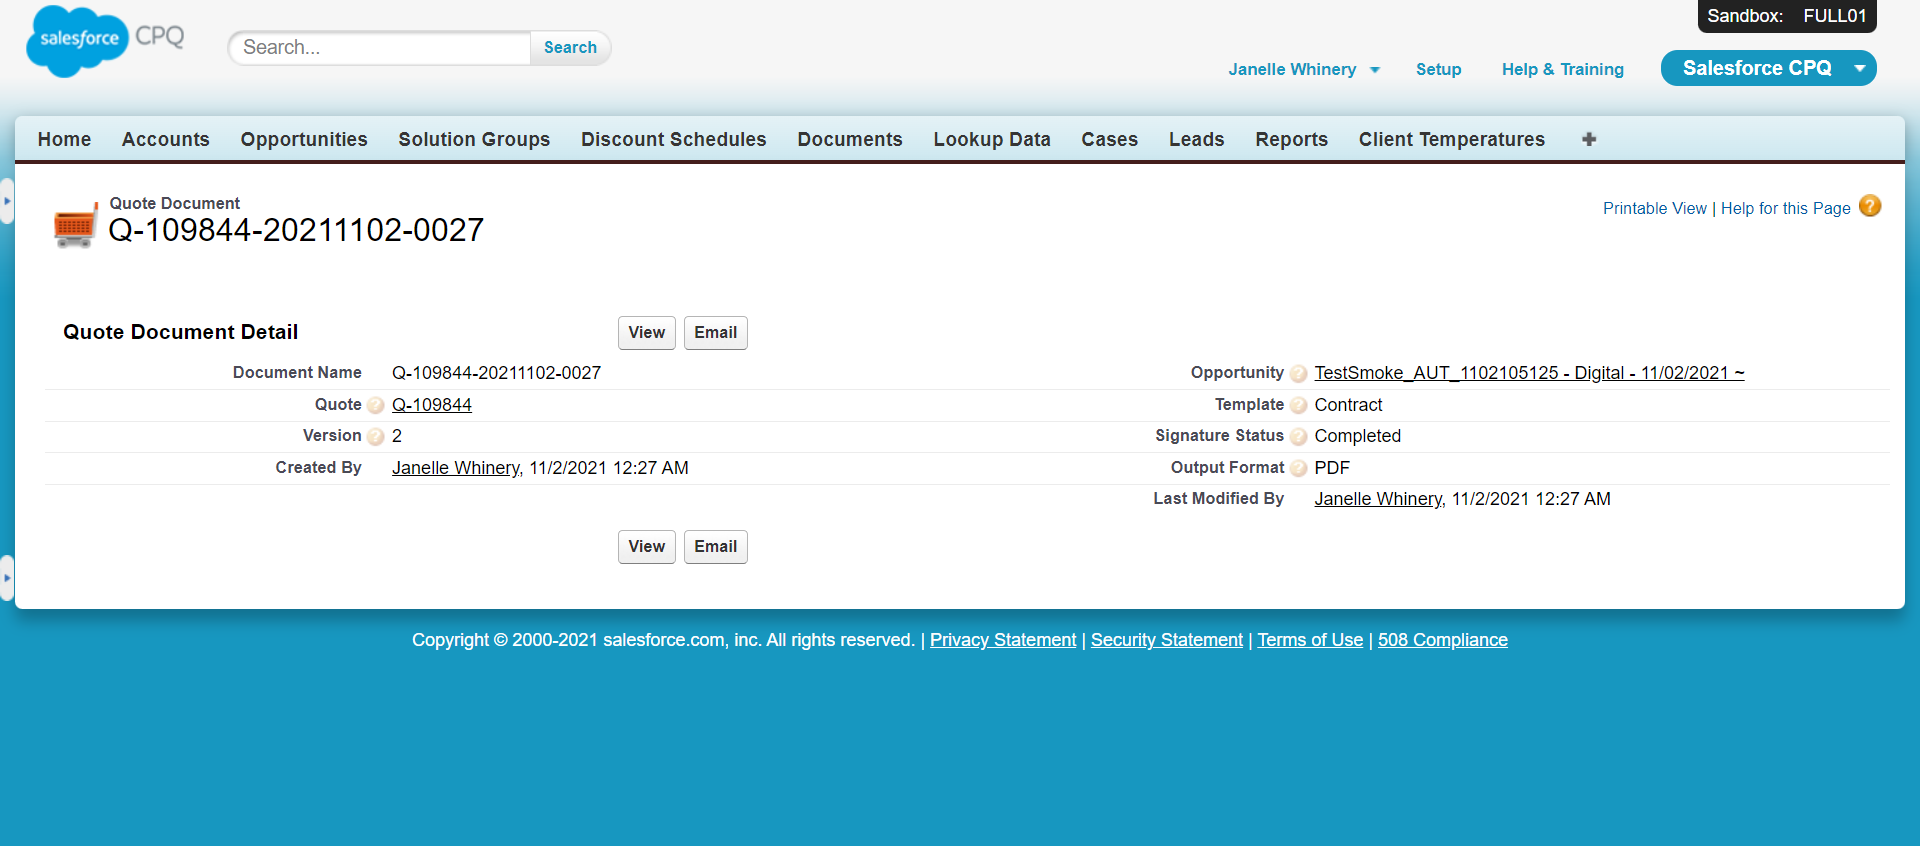 salesforce CPQ
Search...
Search
Sandbox: FULL01
Janelle Whinery
Setup
Help & Training
Salesforce CPQ
Home Accounts Opportunities Solution Groups Discount Schedules Documents Lookup Data Cases Leads Reports Client Temperatures
Quote Document
Q-109844-20211102-0027
Printable View | Help for this Page ?
Quote Document Detail
View Email
Document Name Q-109844-20211102-0027
Opportunity ? TestSmoke_AUT_1102105125 - Digital - 11/02/2021 ~
Quote ? Q-109844
Template ? Contract
Version ? 2
Signature Status ? Completed
Created By Janelle Whinery, 11/2/2021 12:27 AM
Output Format ? PDF
Last Modified By Janelle Whinery, 11/2/2021 12:27 AM
View Email
Copyright © 2000-2021 salesforce.com, inc. All rights reserved. | Privacy Statement | Security Statement | Terms of Use | 508 Compliance